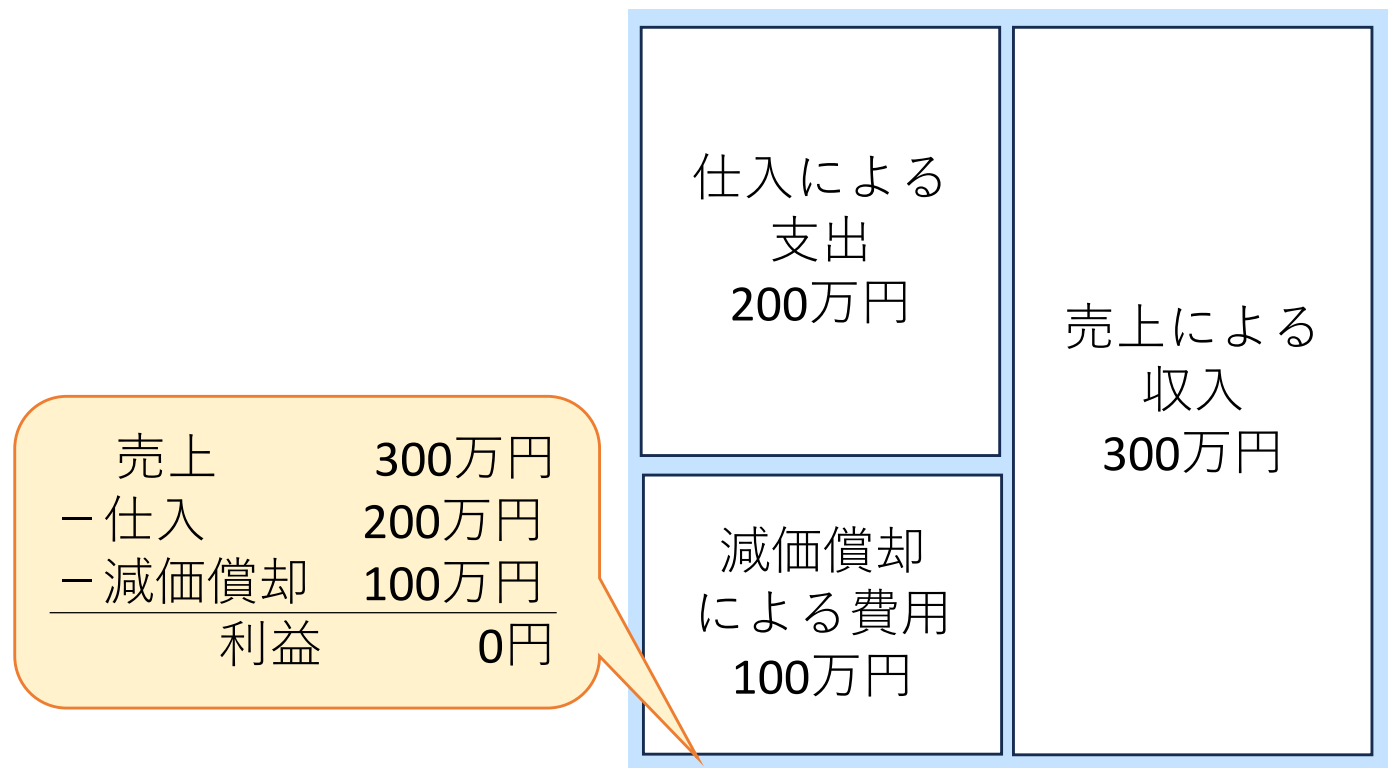 仕入による
支出
200万円
売上による
収入
300万円
減価償却
による費用
100万円
売上 300万円
－仕入 200万円
－減価償却 100万円
利益 0円